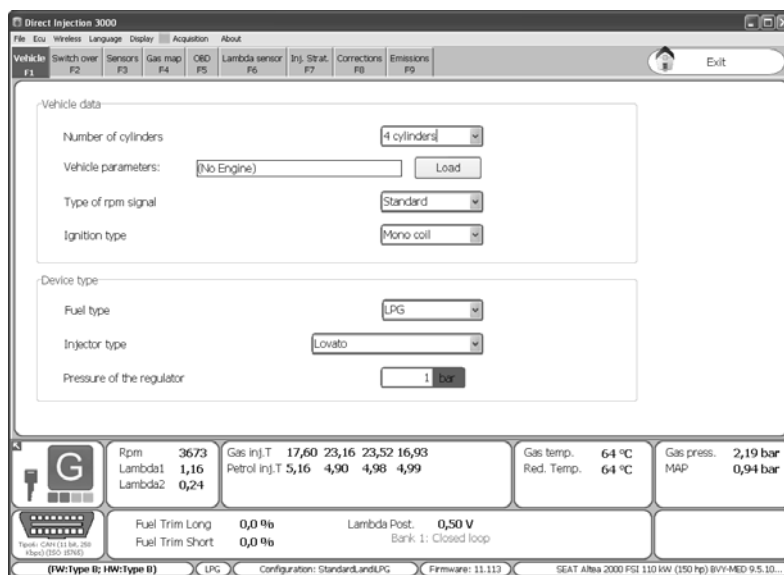 Direct Injection 3000
File Ecu Wireless Language Display Acquisition About
Vehicle F1 Switch over F2 Sensors F3 Gas map F4 OBD F5 Lambda sensor F6 Inj. Strat. F7 Corrections F8 Emissions F9 Exit
Vehicle data
Number of cylinders 4 cylinders
Vehicle parameters: (No Engine) Load
Type of rpm signal Standard
Ignition type Mono coil
Device type
Fuel type LPG
Injector type Lovato
Pressure of the regulator 1 bar
G
Rpm 3673
Lambda1 1,16
Lambda2 0,24
Gas inj.T 17,60 23,16 23,52 16,93
Petrol inj.T 5,16 4,90 4,98 4,99
Gas temp. 64 ºC
Red. Temp. 64 ºC
Gas press. 2,19 bar
MAP 0,94 bar
Tipo5: CAN (11 bit, 250 kbps) (ISO 15765)
Fuel Trim Long 0,0 %
Fuel Trim Short 0,0 %
Lambda Post. 0,50 V
Bank 1: Closed loop
(FW:Type B; HW:Type B) LPG Configuration: StandardLandiLPG Firmware: 11.113 SEAT Altea 2000 FSI 110 kW (150 hp) BVY-MED 9.5.10...